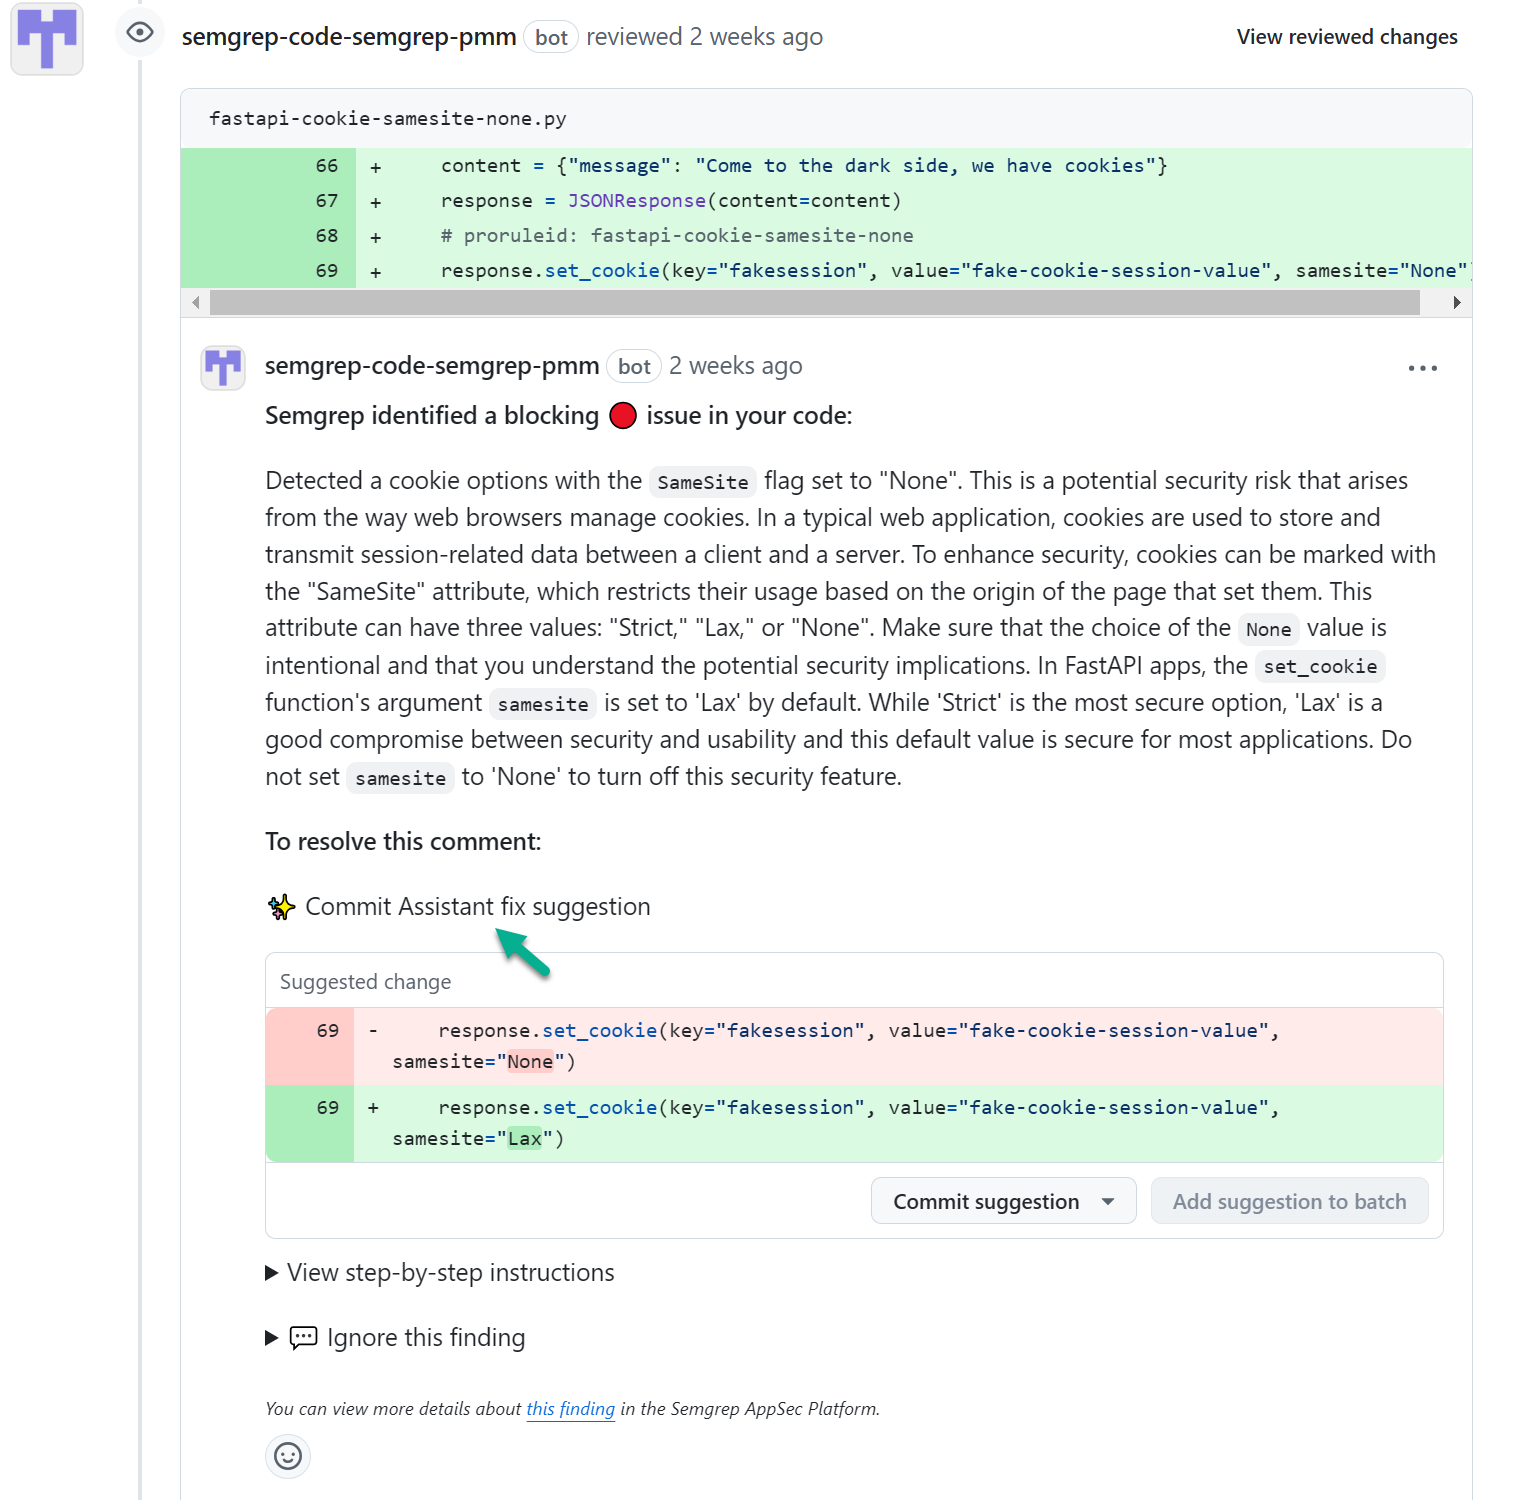 semgrep-code-semgrep-pmm bot reviewed 2 weeks ago View reviewed changes
fastapi-cookie-samesite-none.py
66 + content = {"message": "Come to the dark side, we have cookies"}
67 + response = JSONResponse(content=content)
68 + # proruleid: fastapi-cookie-samesite-none
69 + response.set_cookie(key="fakesession", value="fake-cookie-session-value", samesite="None")
semgrep-code-semgrep-pmm bot 2 weeks ago
Semgrep identified a blocking 🔴 issue in your code:
Detected a cookie options with the SameSite flag set to "None". This is a potential security risk that arises
from the way web browsers manage cookies. In a typical web application, cookies are used to store and
transmit session-related data between a client and a server. To enhance security, cookies can be marked with
the "SameSite" attribute, which restricts their usage based on the origin of the page that set them. This
attribute can have three values: "Strict," "Lax," or "None". Make sure that the choice of the None value is
intentional and that you understand the potential security implications. In FastAPI apps, the set_cookie
function's argument samesite is set to 'Lax' by default. While 'Strict' is the most secure option, 'Lax' is a
good compromise between security and usability and this default value is secure for most applications. Do
not set samesite to 'None' to turn off this security feature.
To resolve this comment:
✨ Commit Assistant fix suggestion
Suggested change
69 - response.set_cookie(key="fakesession", value="fake-cookie-session-value",
samesite="None")
69 + response.set_cookie(key="fakesession", value="fake-cookie-session-value",
samesite="Lax")
Commit suggestion Add suggestion to batch
View step-by-step instructions
💬 Ignore this finding
You can view more details about this finding in the Semgrep AppSec Platform.